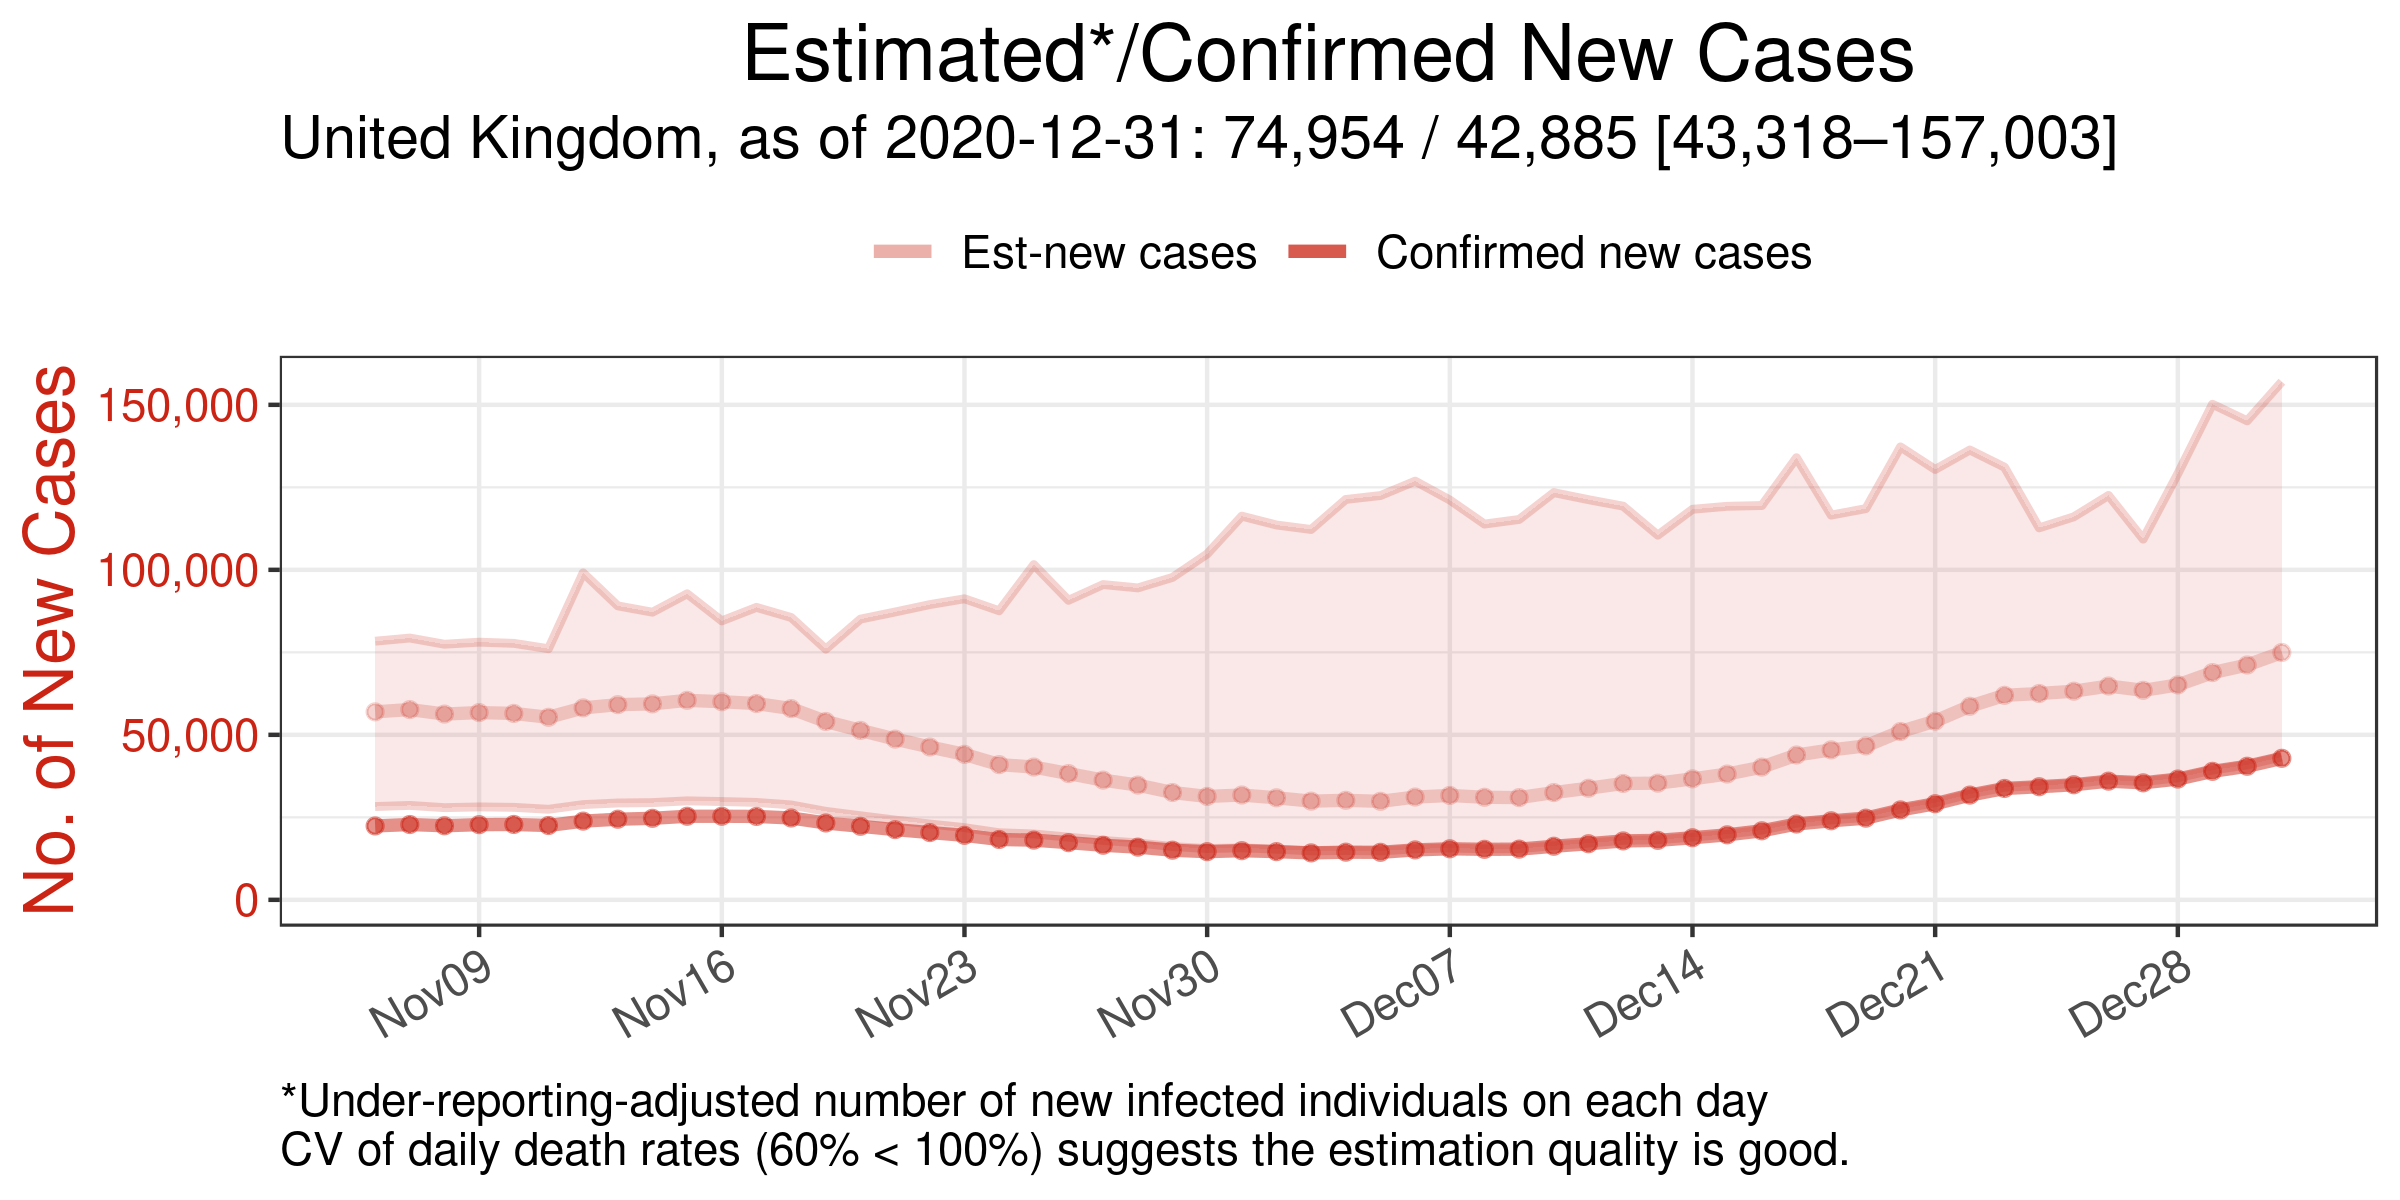 Estimated*/Confirmed New Cases
United Kingdom, as of 2020-12-31: 74,954 / 42,885 [43,318–157,003]
Est-new cases
Confirmed new cases
No. of New Cases
150,000
100,000
50,000
0
Nov09
Nov16
Nov23
Nov30
Dec07
Dec14
Dec21
Dec28
*Under-reporting-adjusted number of new infected individuals on each day
CV of daily death rates (60% < 100%) suggests the estimation quality is good.